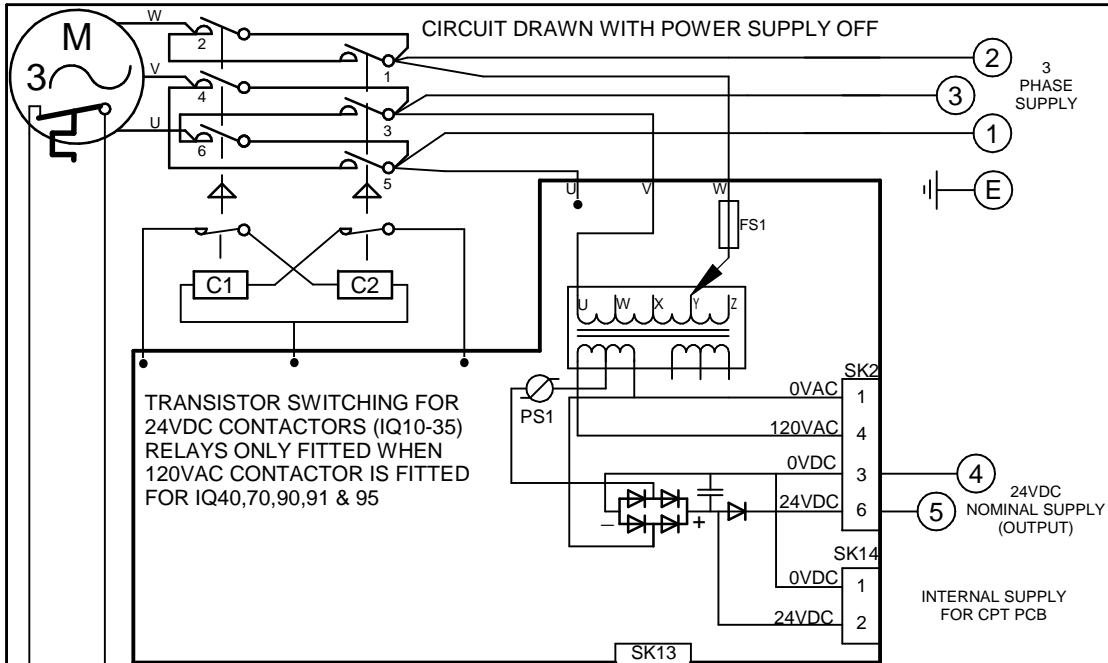 CIRCUIT DRAWN WITH POWER SUPPLY OFF
W
M
3
V
U
2
4
6
1
3
5
2
3
1
E
3
PHASE
SUPPLY
U
V
W
FS1
C1
C2
U
W
X
Y
Z
PS1
TRANSISTOR SWITCHING FOR
24VDC CONTACTORS (IQ10-35)
RELAYS ONLY FITTED WHEN
120VAC CONTACTOR IS FITTED
FOR IQ40,70,90,91 & 95
SK2
0VAC 1
120VAC 4
0VDC 3
24VDC 6
4
5
24VDC
NOMINAL SUPPLY
(OUTPUT)
– +
SK14
0VDC 1
24VDC 2
INTERNAL SUPPLY
FOR CPT PCB
SK13